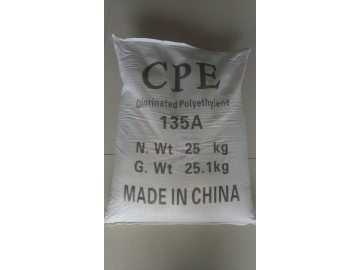 CPE
Chlorinated Polyethylene
135A
N. Wt 25 kg
G. Wt 25.1kg
MADE IN CHINA